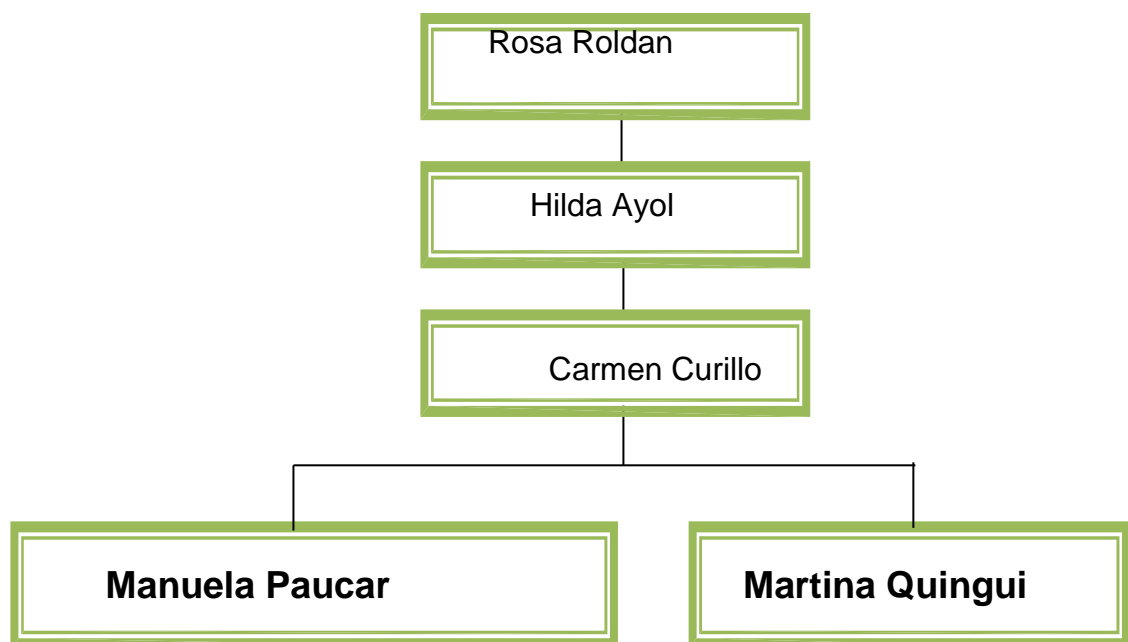 Rosa Roldan
Hilda Ayol
Carmen Curillo
Manuela Paucar
Martina Quingui